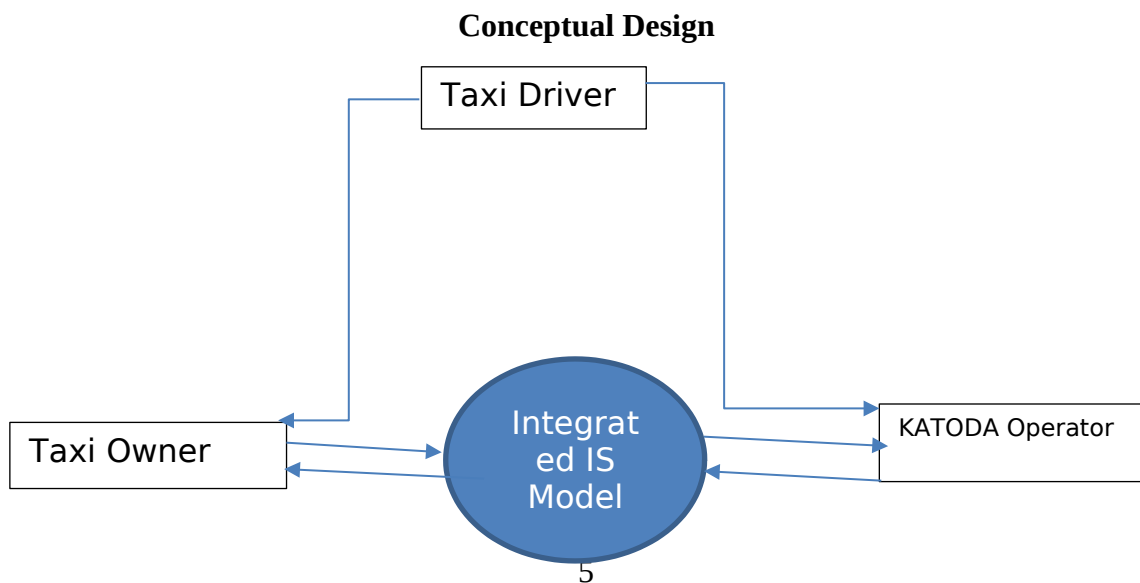 Conceptual Design
Taxi Driver
Taxi Owner
Integrat
ed IS
Model
KATODA Operator
5